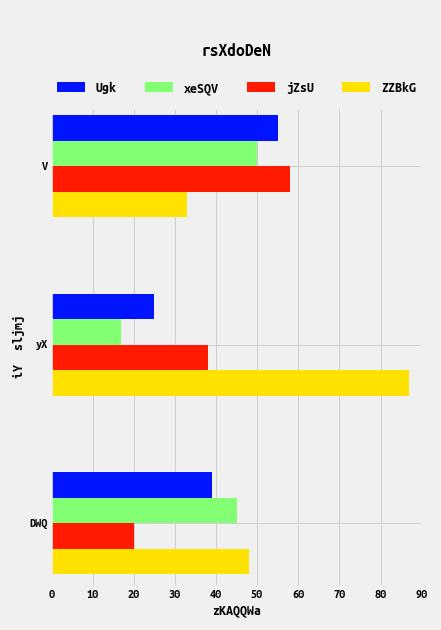 rsXdoDeN
Ugk xeSQV jZsU ZZBkG
V
yX
DWQ
iY sljmj
0 10 20 30 40 50 60 70 80 90
zKAQQWa